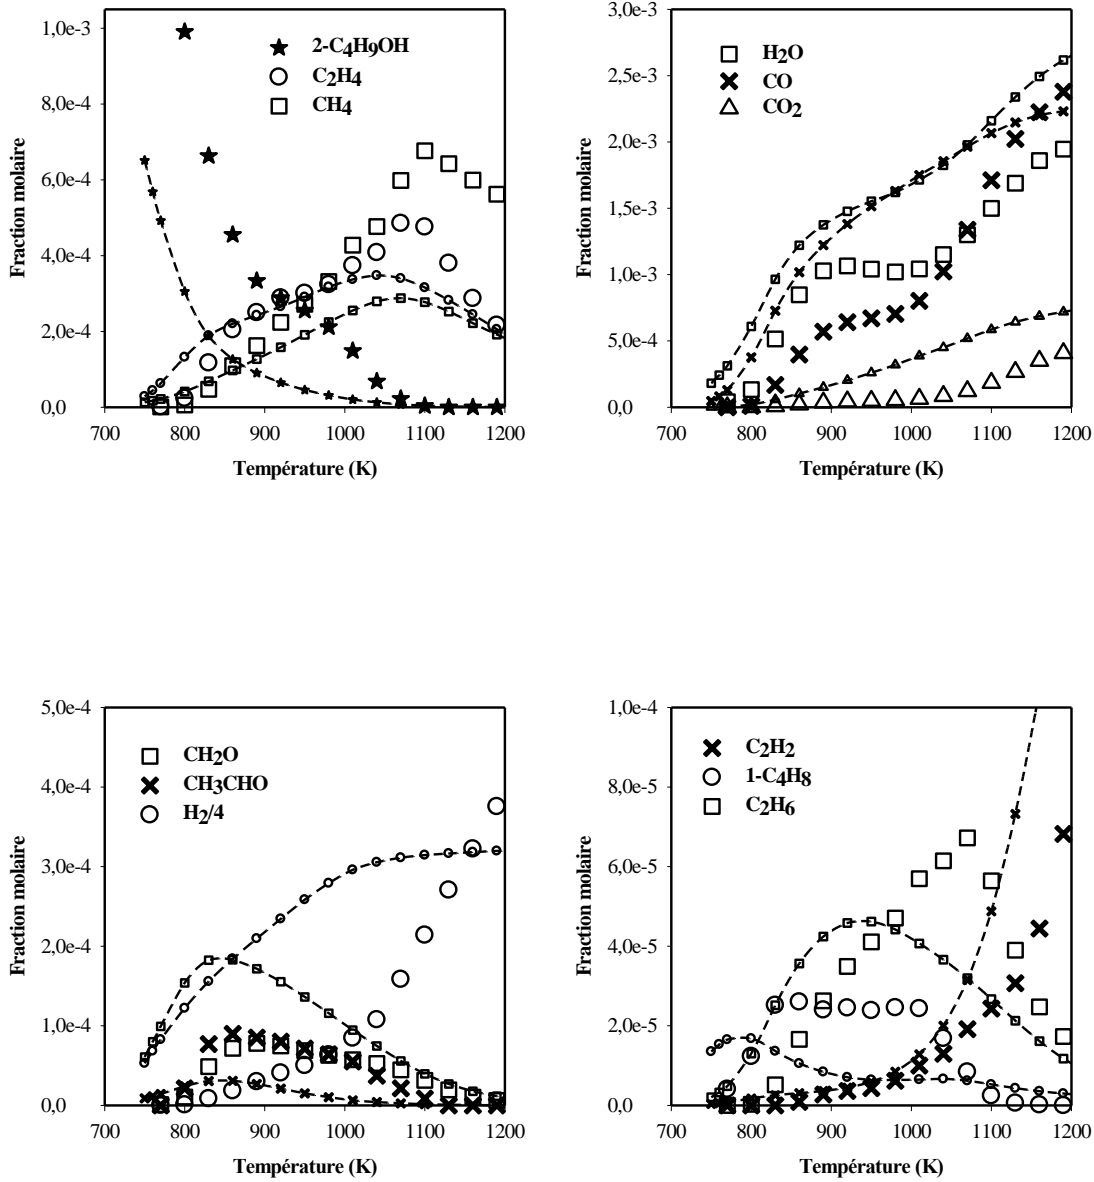 1,0e-3
8,0e-4
6,0e-4
4,0e-4
2,0e-4
0,0
700 800 900 1000 1100 1200
Fraction molaire
Température (K)
2-C4H9OH
C2H4
CH4
3,0e-3
2,5e-3
2,0e-3
1,5e-3
1,0e-3
5,0e-4
0,0
700 800 900 1000 1100 1200
Fraction molaire
Température (K)
H2O
CO
CO2
5,0e-4
4,0e-4
3,0e-4
2,0e-4
1,0e-4
0,0
700 800 900 1000 1100 1200
Fraction molaire
Température (K)
CH2O
CH3CHO
H2/4
1,0e-4
8,0e-5
6,0e-5
4,0e-5
2,0e-5
0,0
700 800 900 1000 1100 1200
Fraction molaire
Température (K)
C2H2
1-C4H8
C2H6